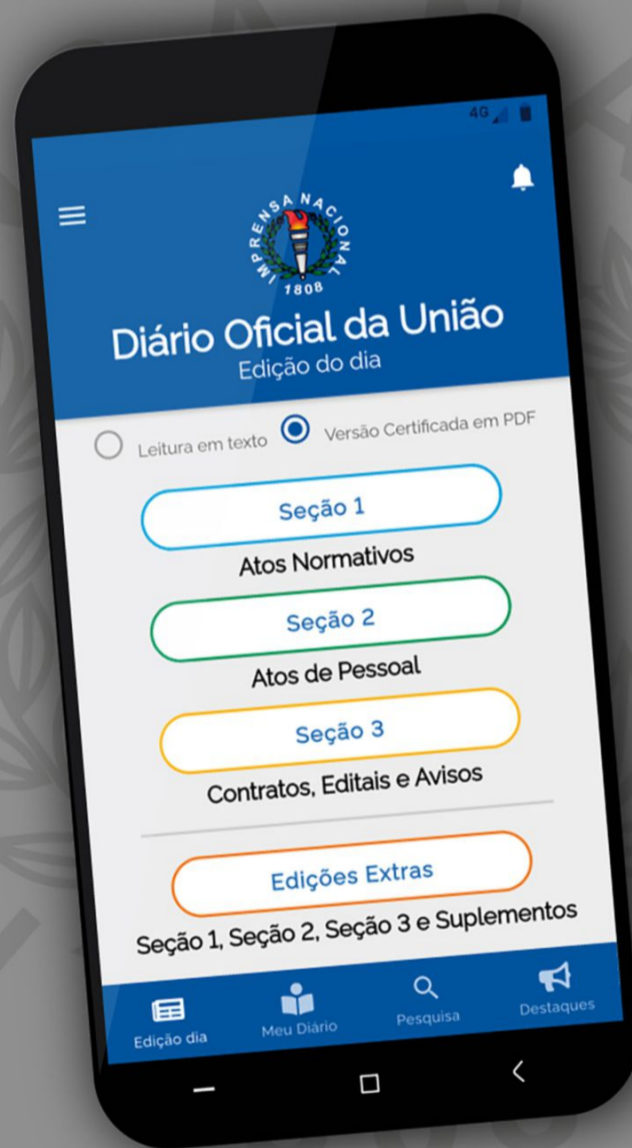 4G
IMPRENSA NACIONAL
1808
Diário Oficial da União
Edição do dia
Leitura em texto Versão Certificada em PDF
Seção 1
Atos Normativos
Seção 2
Atos de Pessoal
Seção 3
Contratos, Editais e Avisos
Edições Extras
Seção 1, Seção 2, Seção 3 e Suplementos
Edição dia Meu Diário Pesquisa Destaques